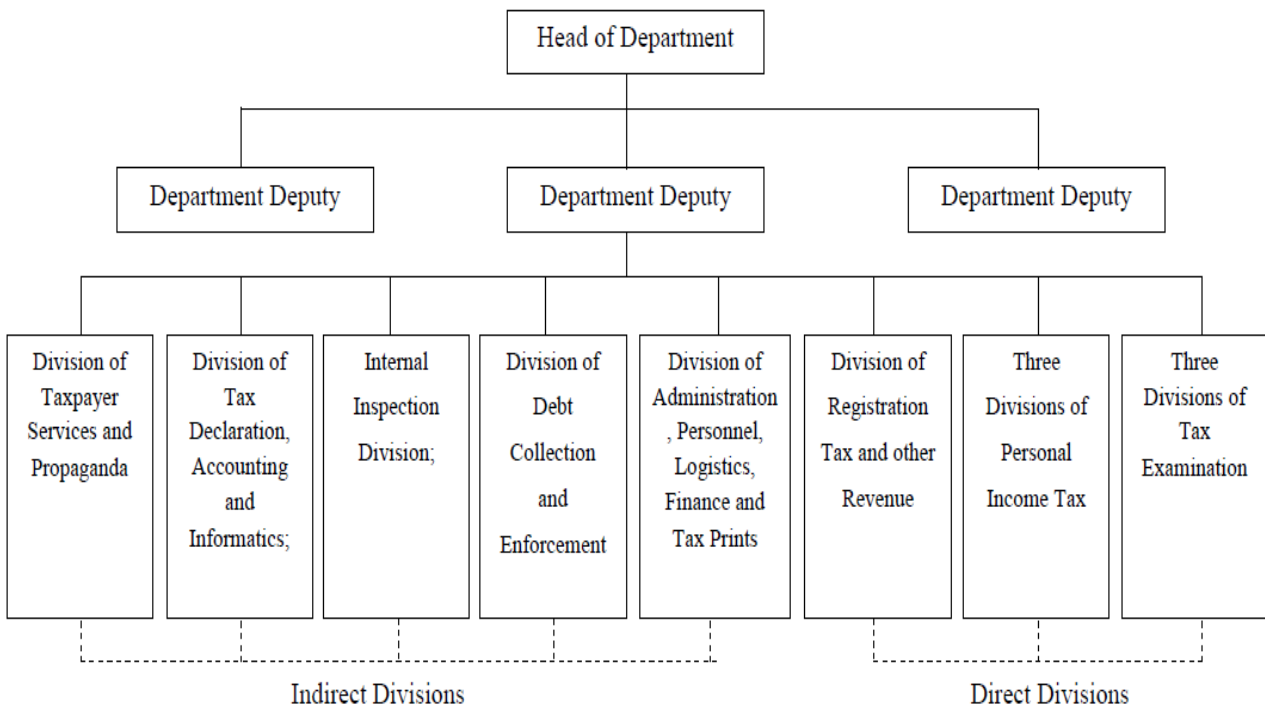 Head of Department
Department Deputy
Department Deputy
Department Deputy
Division of
Taxpayer
Services and
Propaganda
Division of
Tax
Declaration,
Accounting
and
Informatics;
Internal
Inspection
Division;
Division of
Debt
Collection
and
Enforcement
Division of
Administration
, Personnel,
Logistics,
Finance and
Tax Prints
Division of
Registration
Tax and other
Revenue
Three
Divisions of
Personal
Income Tax
Three
Divisions of
Tax
Examination
Indirect Divisions
Direct Divisions